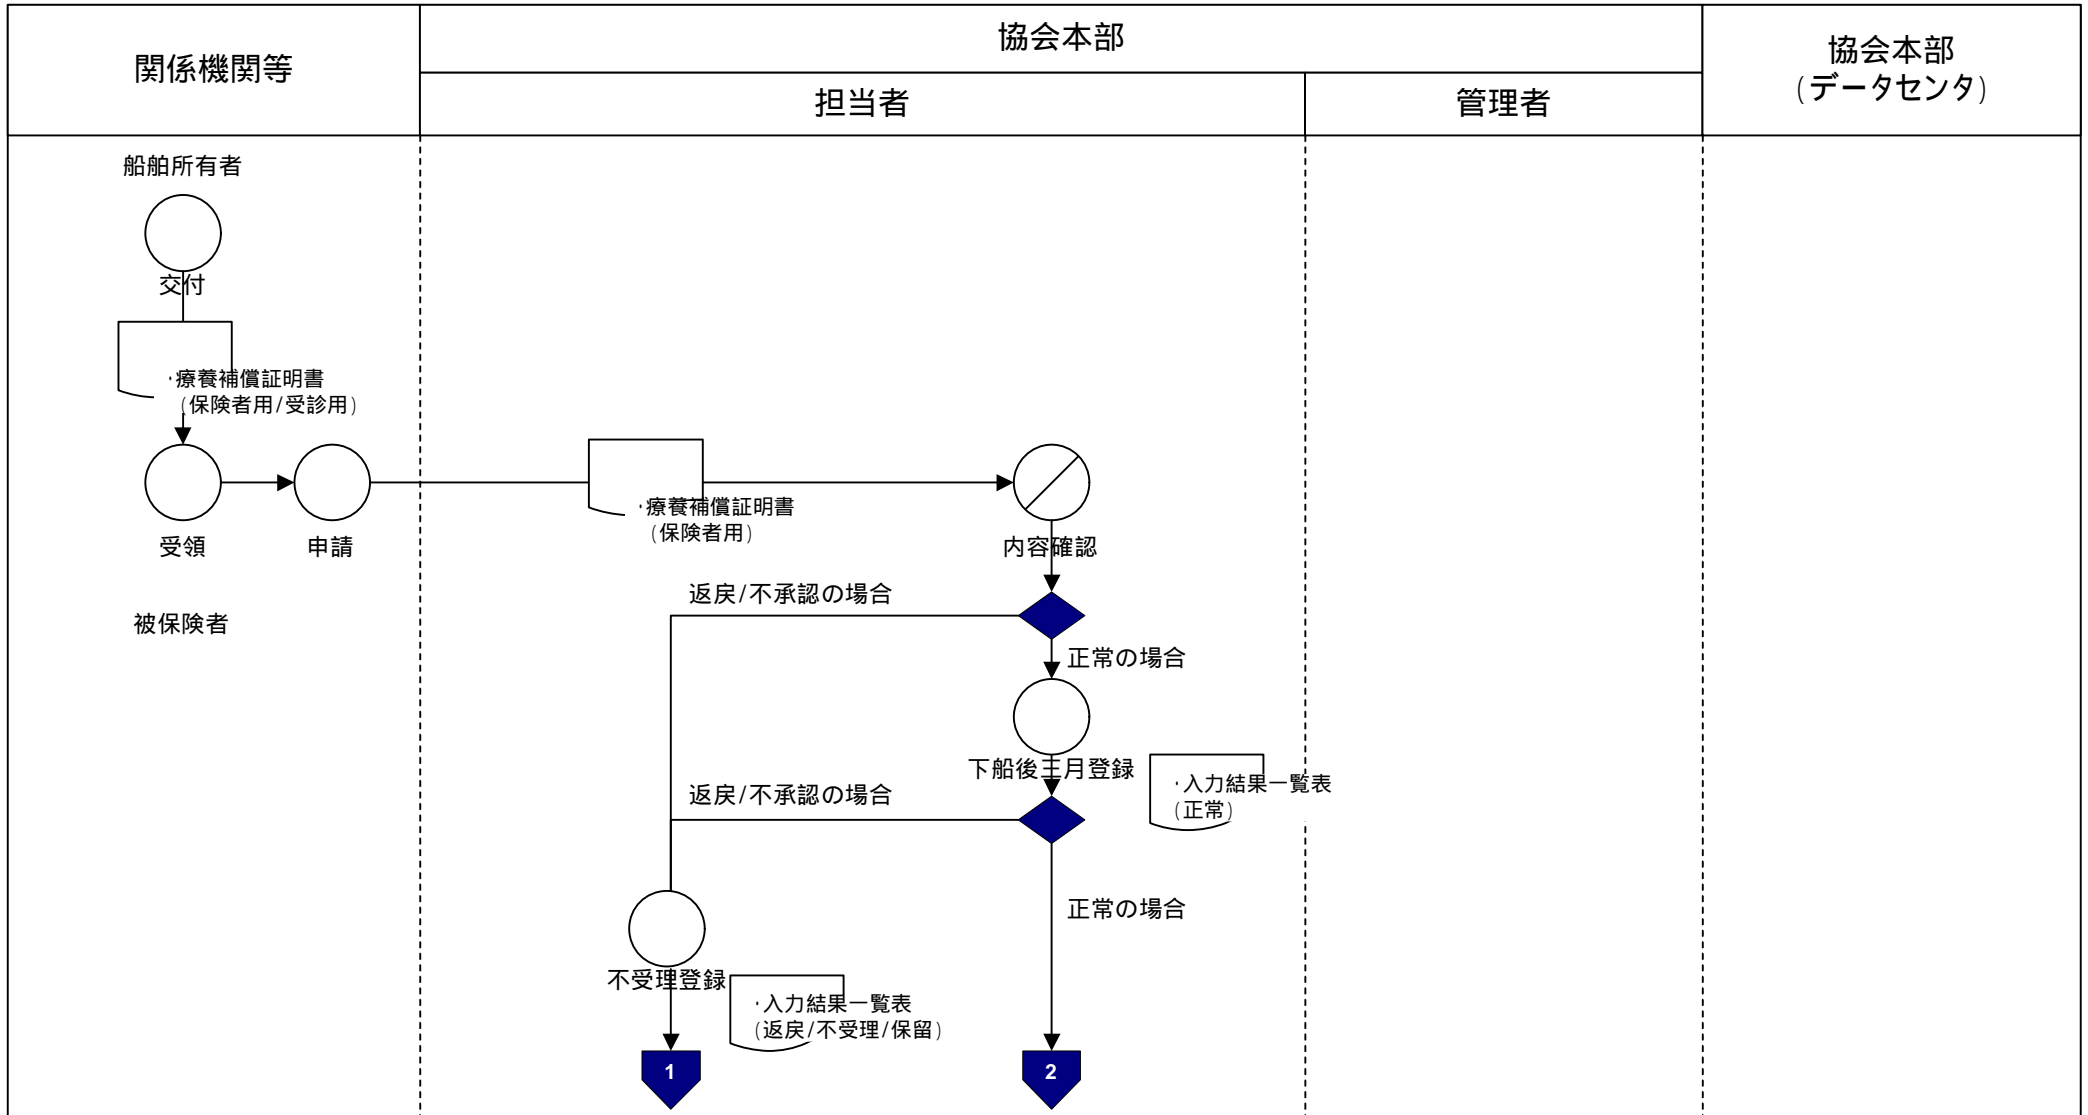 関係機関等
協会本部
担当者
管理者
協会本部
(データセンタ)
船舶所有者
交付
・療養補償証明書
(保険者用/受診用)
受領
申請
・療養補償証明書
(保険者用)
内容確認
被保険者
返戻/不承認の場合
正常の場合
下船後三月登録
・入力結果一覧表
(正常)
返戻/不承認の場合
正常の場合
不受理登録
・入力結果一覧表
(返戻/不受理/保留)
1
2